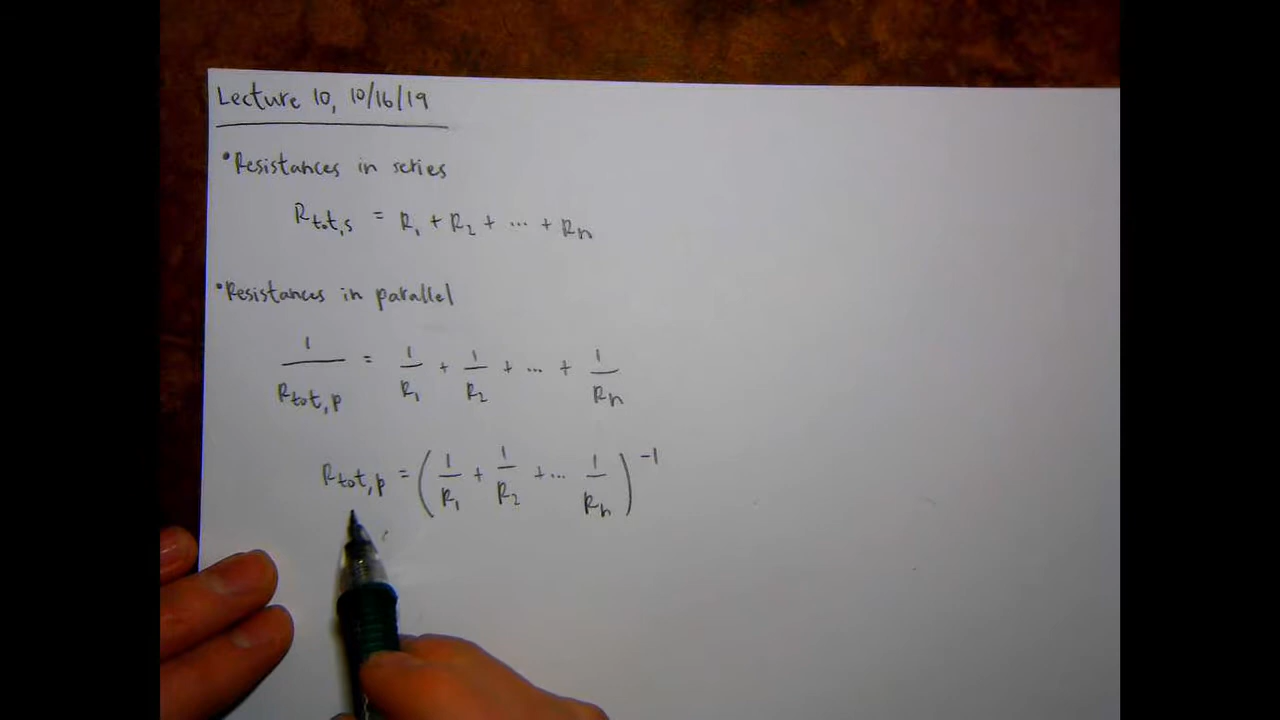 Lecture 10, 10/16/19
•Resistances in series
R_tot,s = R_1 + R_2 + ... + R_n
•Resistances in parallel
1/R_tot,p = 1/R_1 + 1/R_2 + ... + 1/R_n
R_tot,p = (1/R_1 + 1/R_2 + ... 1/R_n)^-1